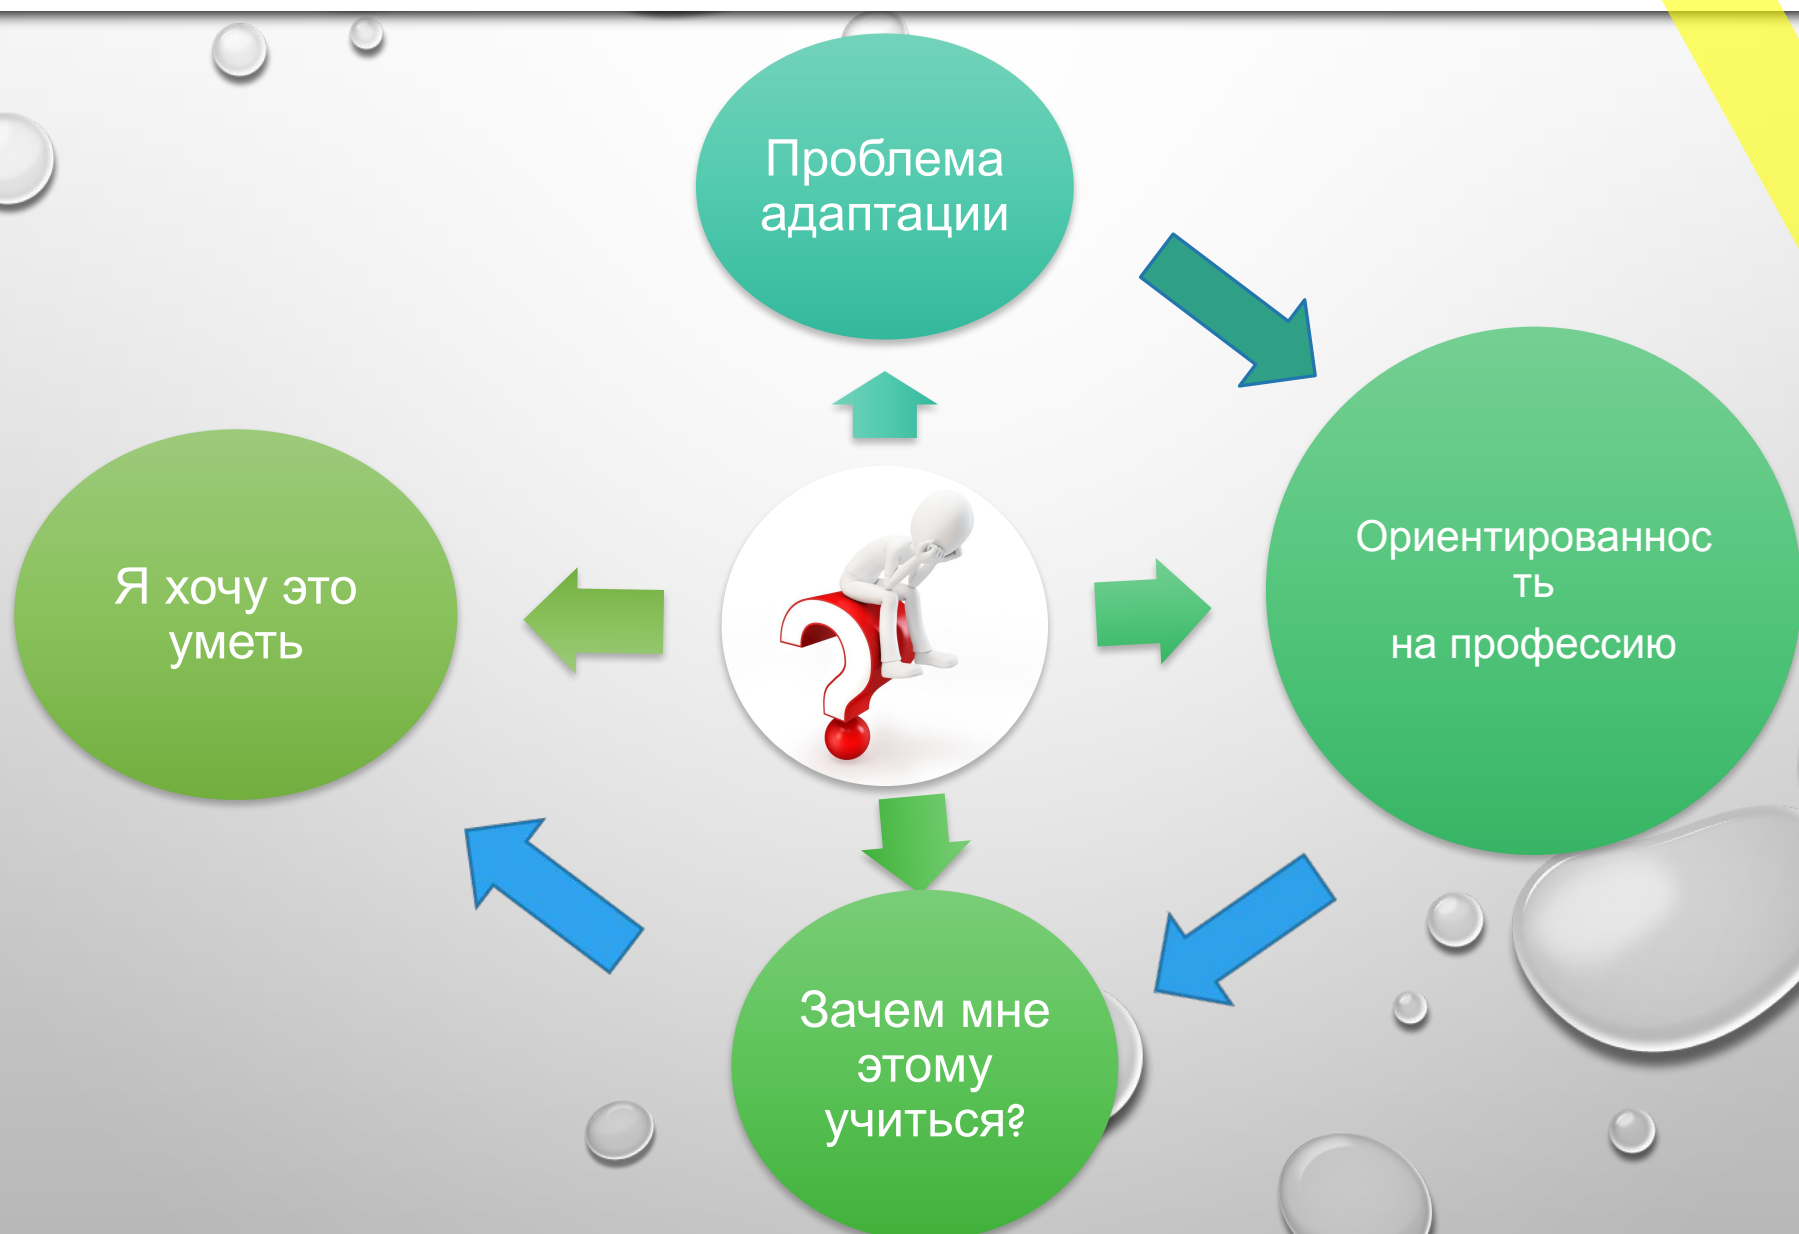 Проблема
адаптации
Ориентированнос
ть
на профессию
Я хочу это
уметь
Зачем мне
этому
учиться?